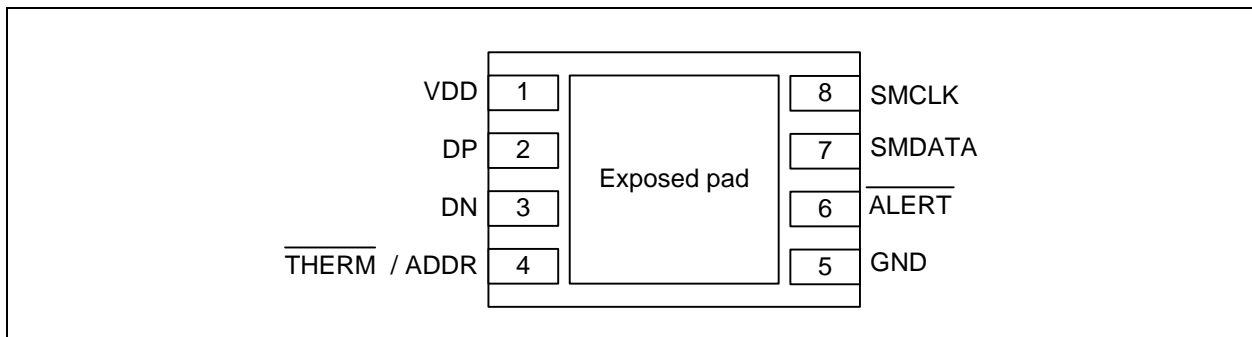 VDD 1 8 SMCLK
DP 2 7 SMDATA
Exposed pad
DN 3 6 ALERT
THERM / ADDR 4 5 GND